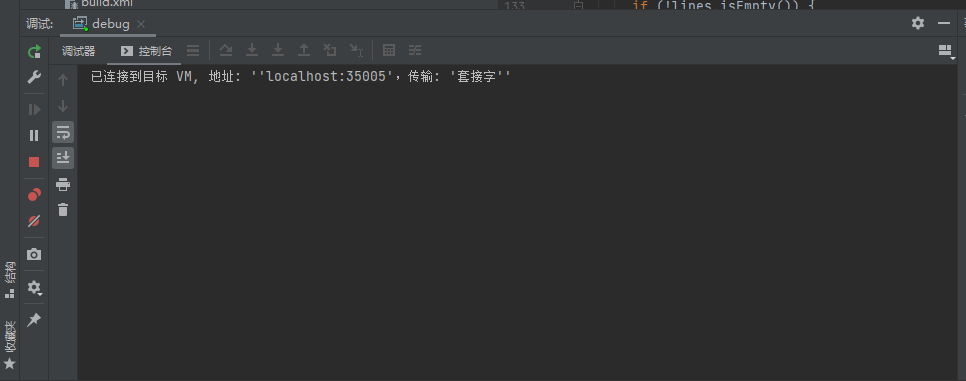 build.xml
133 if (!lines.isEmpty()) {
调试: debug
调试器 控制台
已连接到目标 VM, 地址: ''localhost:35005', 传输: '套接字''
结构
收藏夹